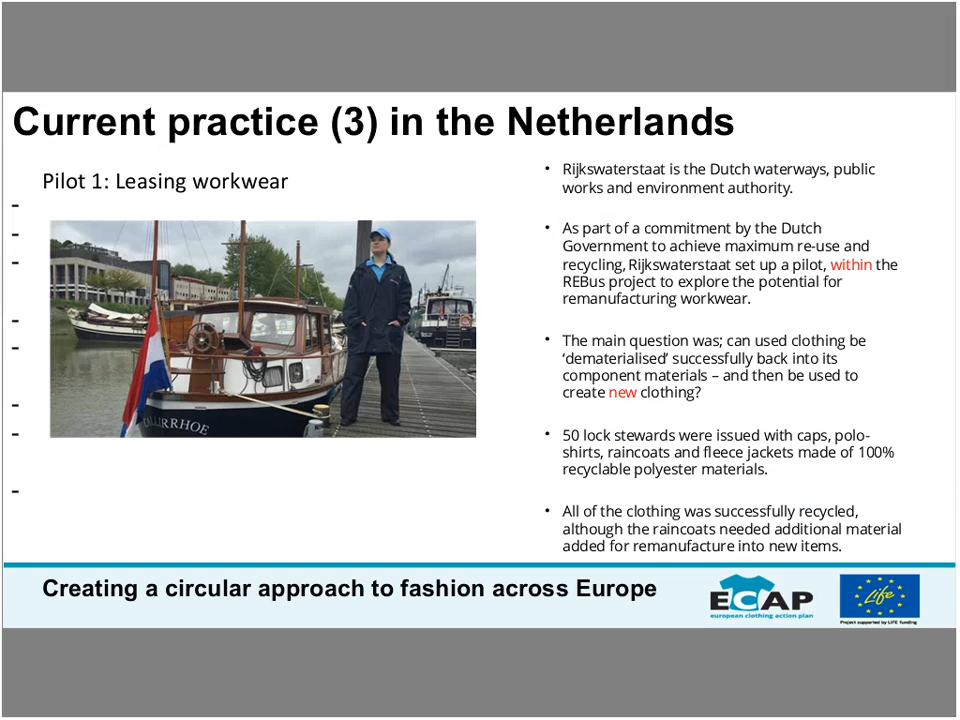 Current practice (3) in the Netherlands
Pilot 1: Leasing workwear
-
-
-
-
-
-
-
-
CALLIRRHOE
• Rijkswaterstaat is the Dutch waterways, public
works and environment authority.
• As part of a commitment by the Dutch
Government to achieve maximum re-use and
recycling, Rijkswaterstaat set up a pilot, within the
REBus project to explore the potential for
remanufacturing workwear.
• The main question was; can used clothing be
‘dematerialised’ successfully back into its
component materials – and then be used to
create new clothing?
• 50 lock stewards were issued with caps, polo-
shirts, raincoats and fleece jackets made of 100%
recyclable polyester materials.
• All of the clothing was successfully recycled,
although the raincoats needed additional material
added for remanufacture into new items.
Creating a circular approach to fashion across Europe
ECAP
european clothing action plan
Life
Project supported by LIFE funding